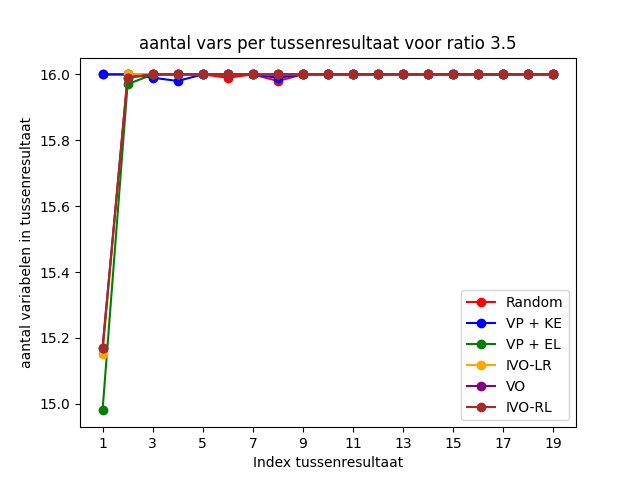 aantal vars per tussenresultaat voor ratio 3.5
aantal variabelen in tussenresultaat
16.0
15.8
15.6
15.4
15.2
15.0
Random
VP + KE
VP + EL
IVO-LR
VO
IVO-RL
1 3 5 7 9 11 13 15 17 19
Index tussenresultaat